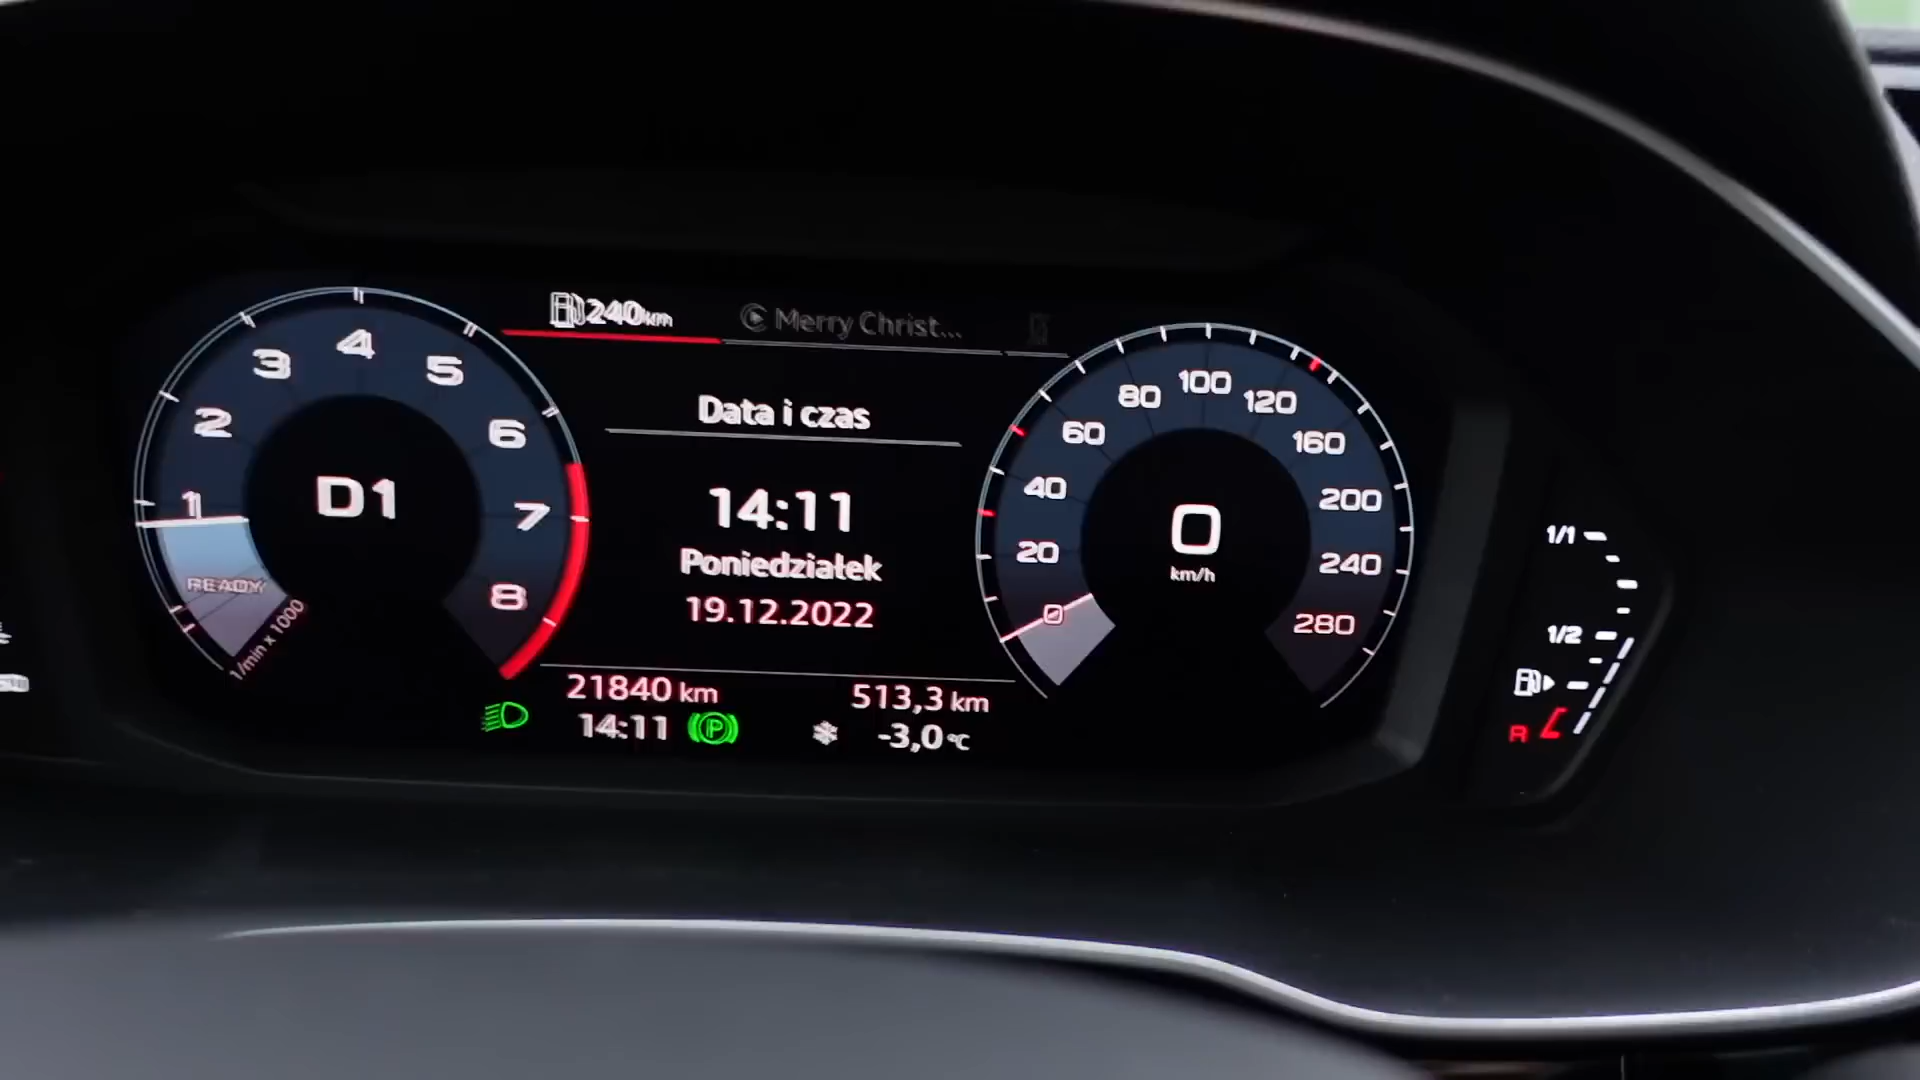 240 km
Merry Christ...
Data i czas
14:11
Poniedziałek
19.12.2022
21840 km
513,3 km
14:11
P
-3,0 °C
1
2
3
4
5
6
7
8
D1
READY
1/min x 1000
0
20
40
60
80
100
120
160
200
240
280
0
km/h
1/1
1/2
R